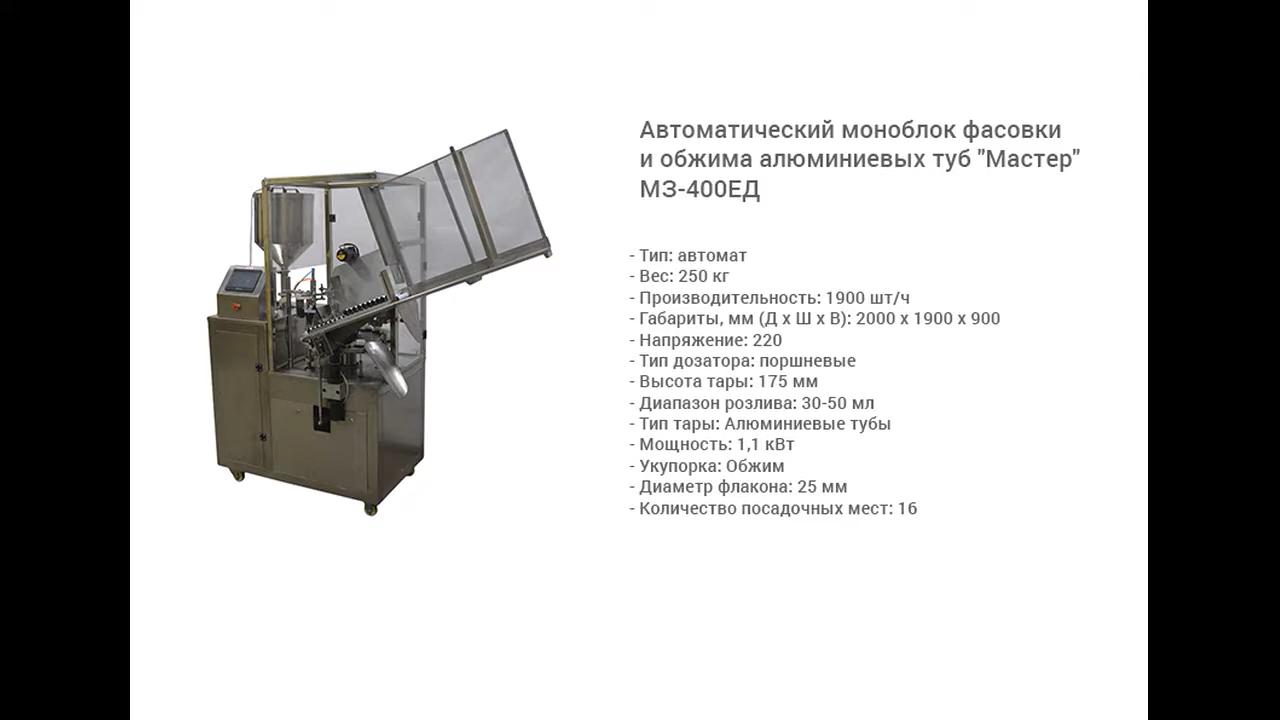 Автоматический моноблок фасовки
и обжима алюминиевых туб "Мастер"
МЗ-400ЕД
- Тип: автомат
- Вес: 250 кг
- Производительность: 1900 шт/ч
- Габариты, мм (Д х Ш х В): 2000 х 1900 х 900
- Напряжение: 220
- Тип дозатора: поршневые
- Высота тары: 175 мм
- Диапазон розлива: 30-50 мл
- Тип тары: Алюминиевые тубы
- Мощность: 1,1 кВт
- Укупорка: Обжим
- Диаметр флакона: 25 мм
- Количество посадочных мест: 16